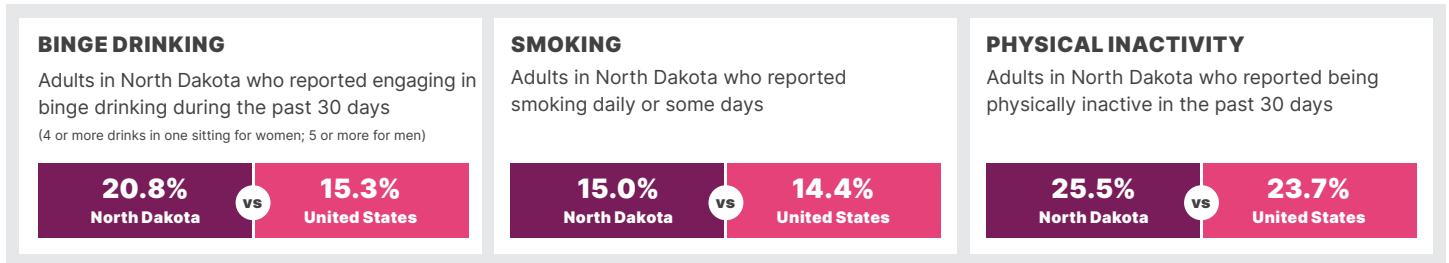 BINGE DRINKING
Adults in North Dakota who reported engaging in
binge drinking during the past 30 days
(4 or more drinks in one sitting for women; 5 or more for men)
20.8%
North Dakota
vs
15.3%
United States
SMOKING
Adults in North Dakota who reported
smoking daily or some days
15.0%
North Dakota
vs
14.4%
United States
PHYSICAL INACTIVITY
Adults in North Dakota who reported being
physically inactive in the past 30 days
25.5%
North Dakota
vs
23.7%
United States